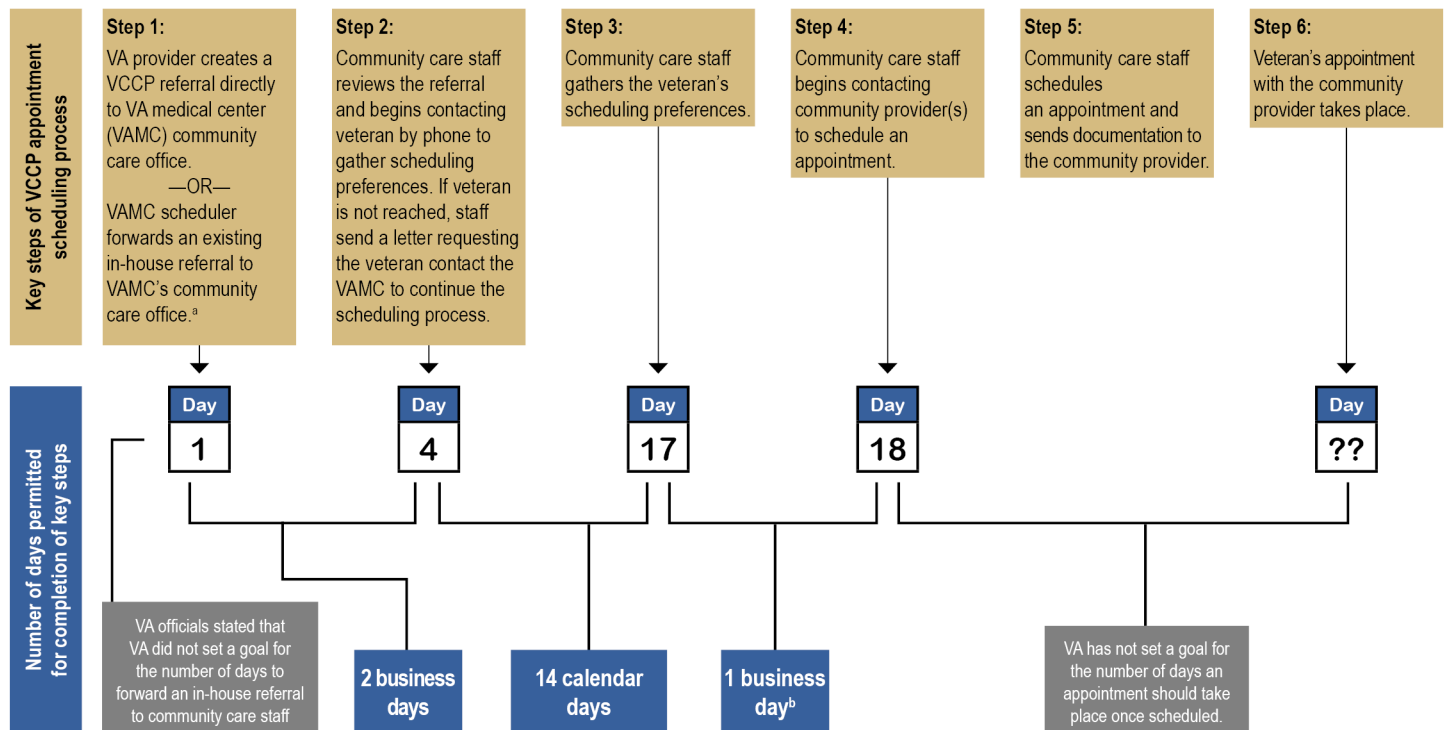 Key steps of VCCP appointment
scheduling process
Step 1:
VA provider creates a
VCCP referral directly
to VA medical center
(VAMC) community
care office.
—OR—
VAMC scheduler
forwards an existing
in-house referral to
VAMC’s community
care office.ᵃ
Step 2:
Community care staff
reviews the referral
and begins contacting
veteran by phone to
gather scheduling
preferences. If veteran
is not reached, staff
send a letter requesting
the veteran contact the
VAMC to continue the
scheduling process.
Step 3:
Community care staff
gathers the veteran’s
scheduling preferences.
Step 4:
Community care staff
begins contacting
community provider(s)
to schedule an
appointment.
Step 5:
Community care staff
schedules
an appointment and
sends documentation to
the community provider.
Step 6:
Veteran’s appointment
with the community
provider takes place.
Number of days permitted
for completion of key steps
Day
1
Day
4
Day
17
Day
18
Day
??
VA officials stated that
VA did not set a goal for
the number of days to
forward an in-house referral
to community care staff
2 business
days
14 calendar
days
1 business
dayᵇ
VA has not set a goal for
the number of days an
appointment should take
place once scheduled.